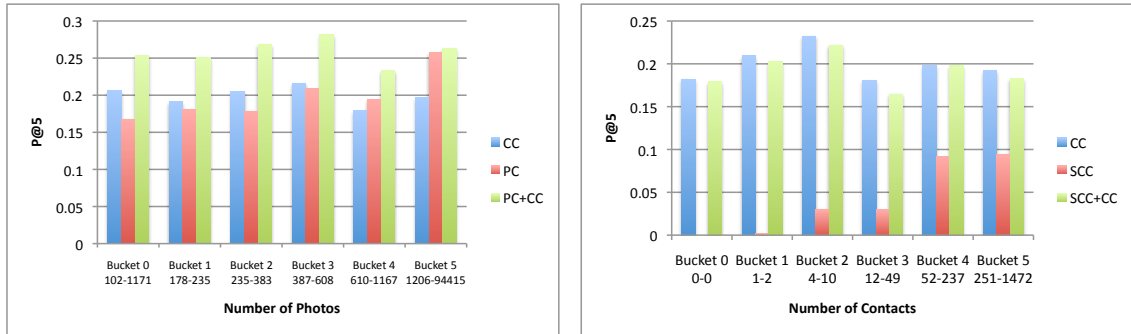 0.3
0.25
0.2
0.15
0.1
0.05
0
P@5
Bucket 0 Bucket 1 Bucket 2 Bucket 3 Bucket 4 Bucket 5
102-1171 178-235 235-383 387-608 610-1167 1206-94415
Number of Photos
CC
PC
PC+CC
0.25
0.2
0.15
0.1
0.05
0
P@5
Bucket 0 Bucket 1 Bucket 2 Bucket 3 Bucket 4 Bucket 5
0-0 1-2 4-10 12-49 52-237 251-1472
Number of Contacts
CC
SCC
SCC+CC